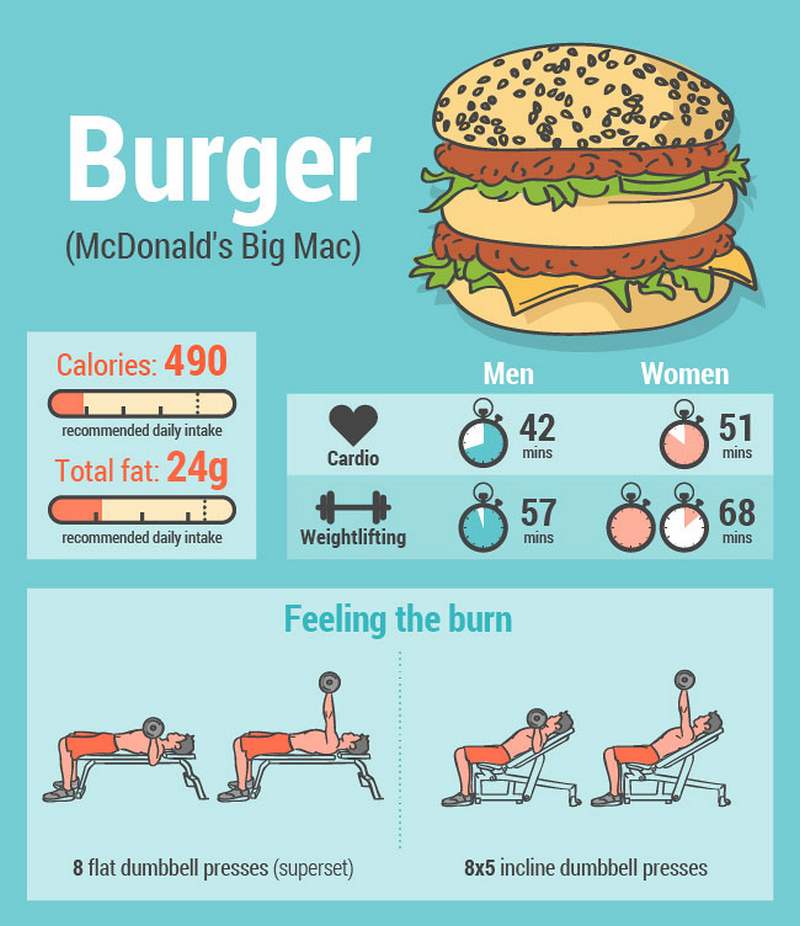 Burger
(McDonald's Big Mac)
Calories: 490
recommended daily intake
Total fat: 24g
recommended daily intake
Men Women
Cardio 42 mins 51 mins
Weightlifting 57 mins 68 mins
Feeling the burn
8 flat dumbbell presses (superset)
8x5 incline dumbbell presses